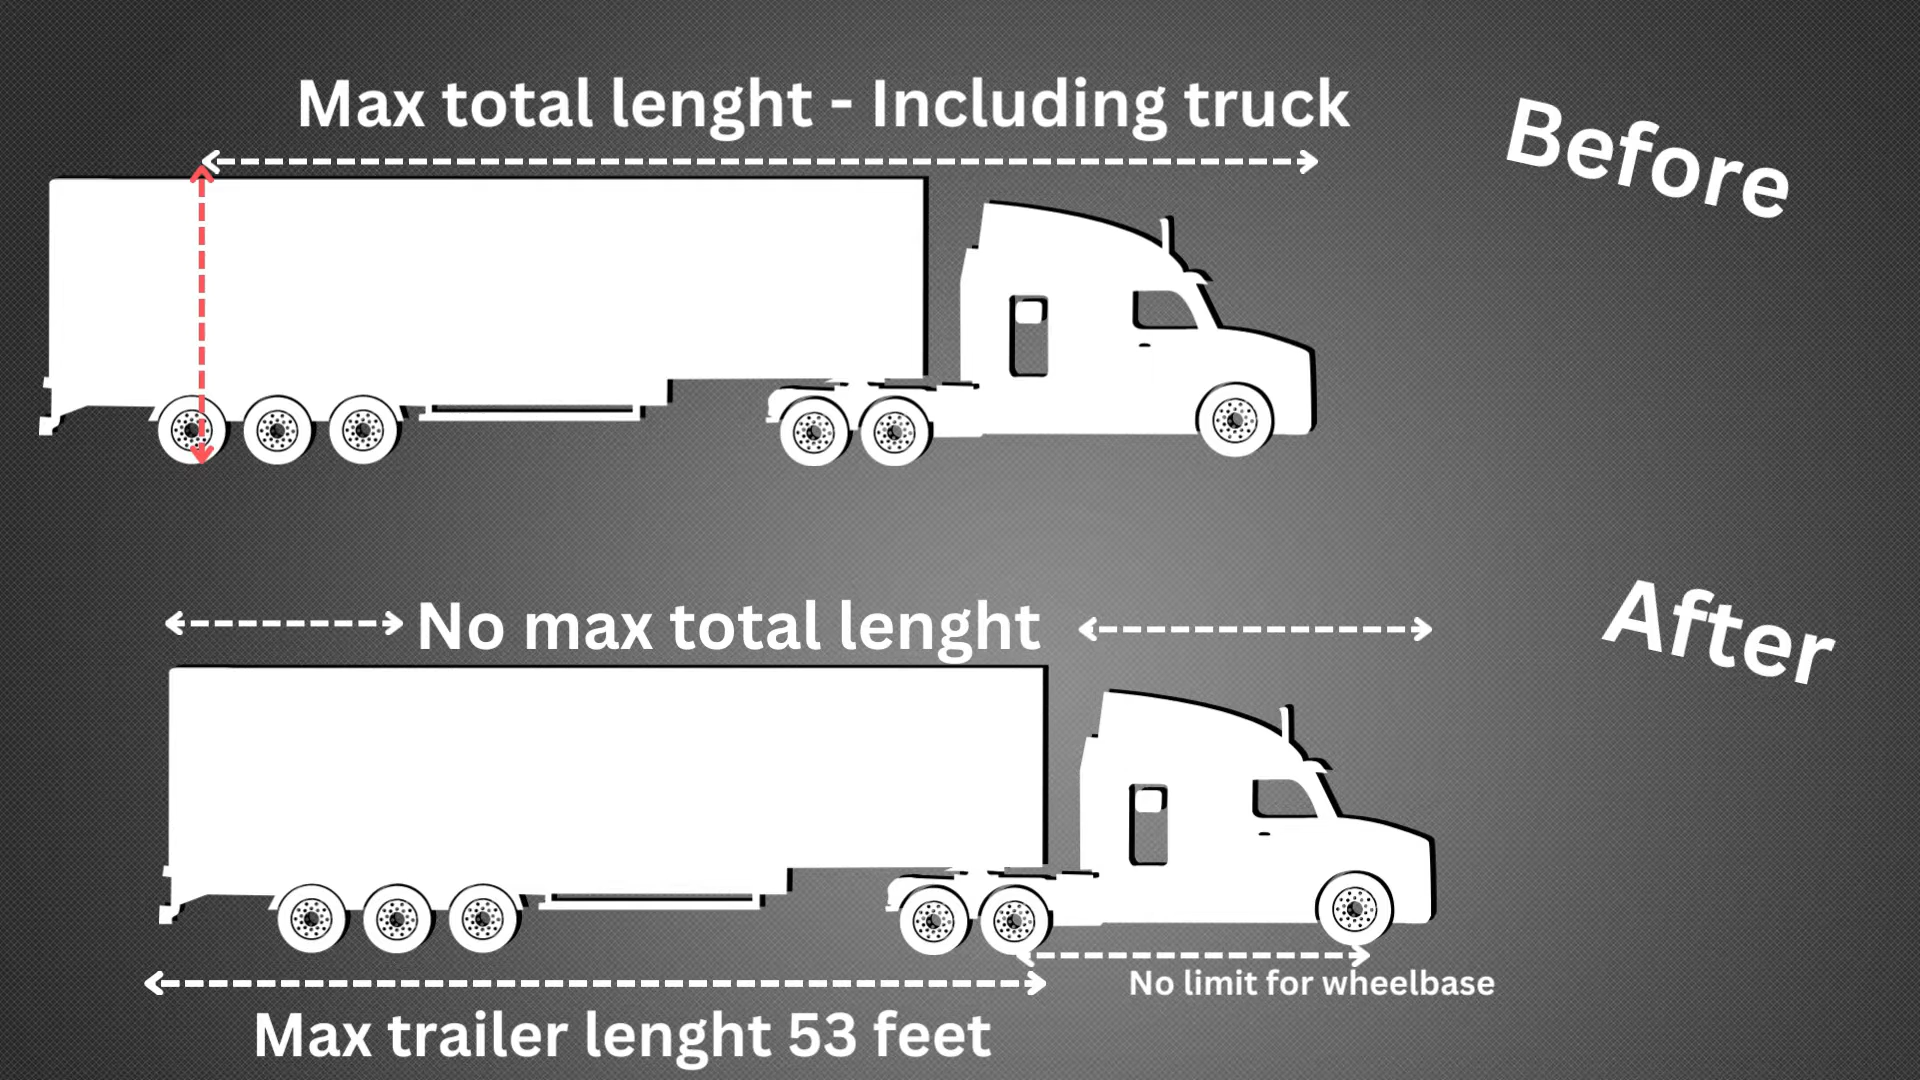 Max total lenght - Including truck
Before
No max total lenght
After
No limit for wheelbase
Max trailer lenght 53 feet